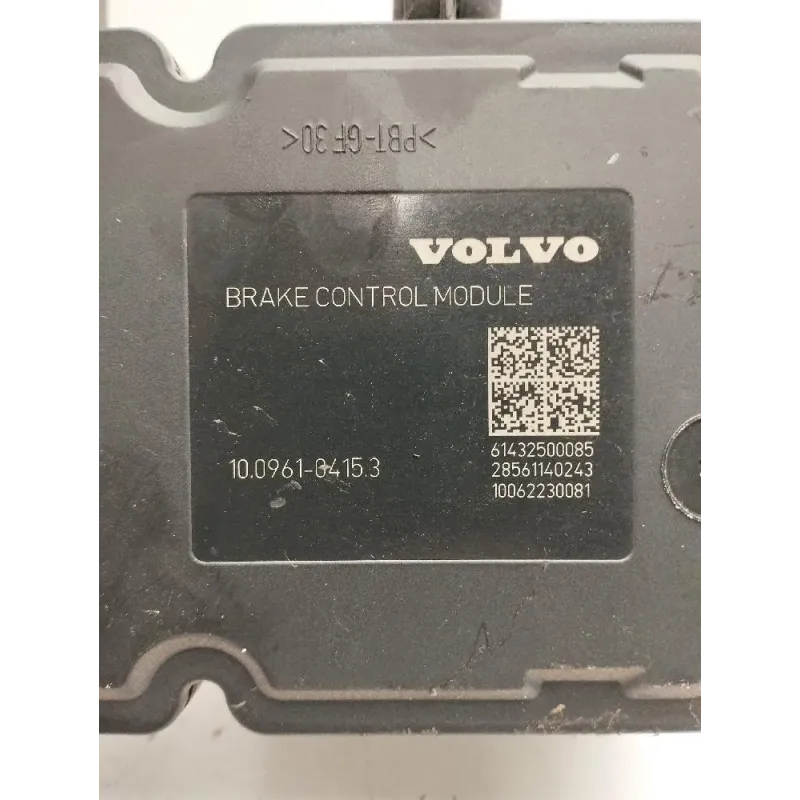 >PBT-GF30<
VOLVO
BRAKE CONTROL MODULE
10.0961-0415.3
61432500085
28561140243
10062230081